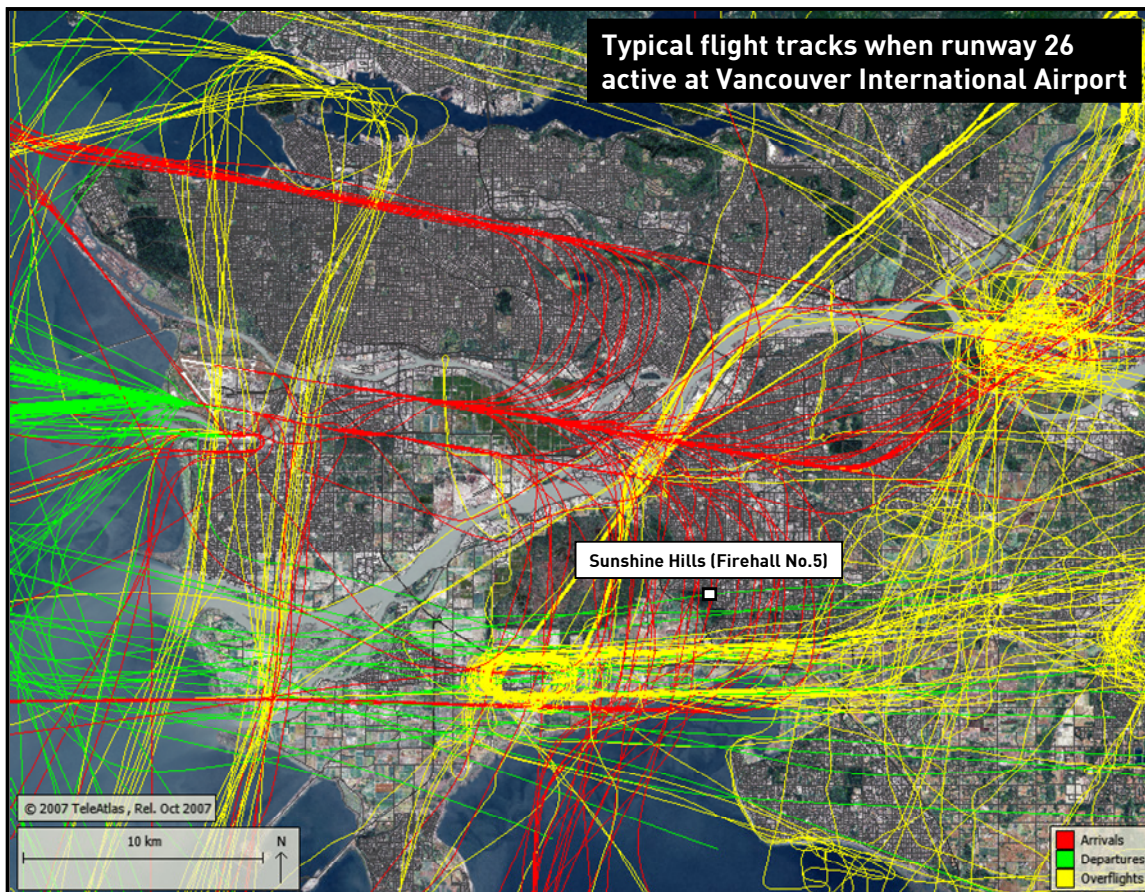 Typical flight tracks when runway 26
active at Vancouver International Airport
Sunshine Hills (Firehall No.5)
© 2007 TeleAtlas , Rel. Oct 2007
10 km
N
Arrivals
Departures
Overflights